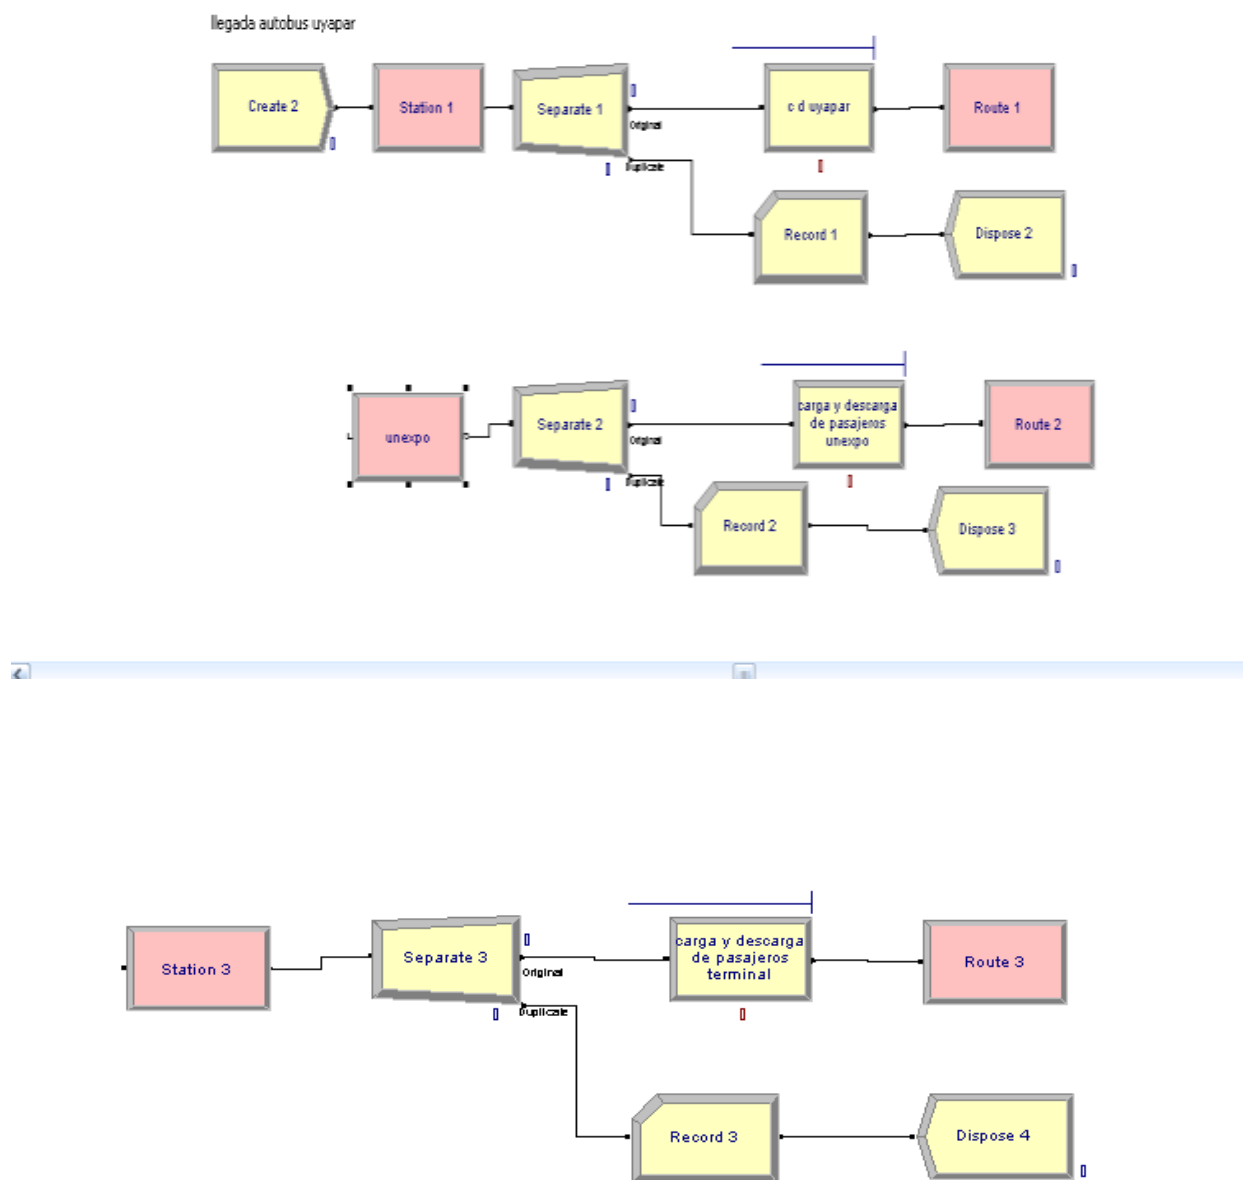 llegada autobus uyapar
Create 2
Station 1
Separate 1
Original
Duplicate
c d uyapar
Route 1
Record 1
Dispose 2
unexpo
Separate 2
Original
Duplicate
carga y descarga
de pasajeros
unexpo
Route 2
Record 2
Dispose 3
Station 3
Separate 3
Original
Duplicate
carga y descarga
de pasajeros
terminal
Route 3
Record 3
Dispose 4